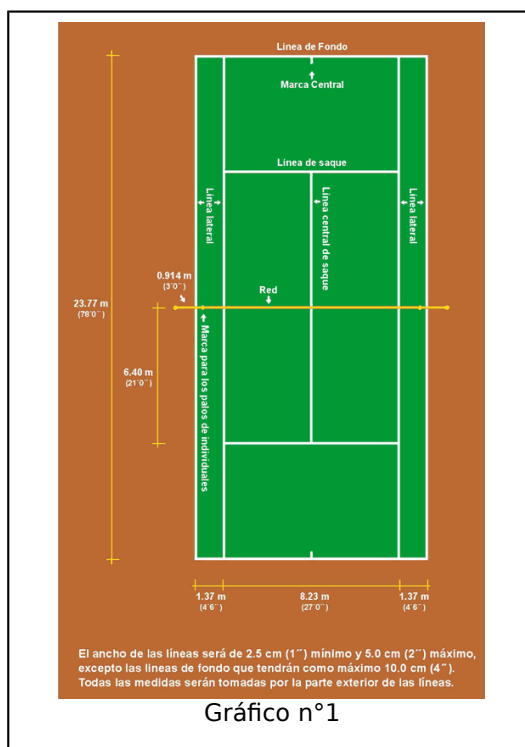 Linea de Fondo
Marca Central
Línea de saque
Línea lateral
Línea central de saque
Línea lateral
0.914 m
(3´0¨)
Red
23.77 m
(78´0¨)
6.40 m
(21´0¨)
Marca para los palos de individuales
1.37 m
(4´6¨)
8.23 m
(27´0¨)
1.37 m
(4´6¨)
El ancho de las líneas será de 2.5 cm (1¨) mínimo y 5.0 cm (2¨) máximo,
excepto las lineas de fondo que tendrán como máximo 10.0 cm (4¨).
Todas las medidas serán tomadas por la parte exterior de las líneas.
Gráfico n°1